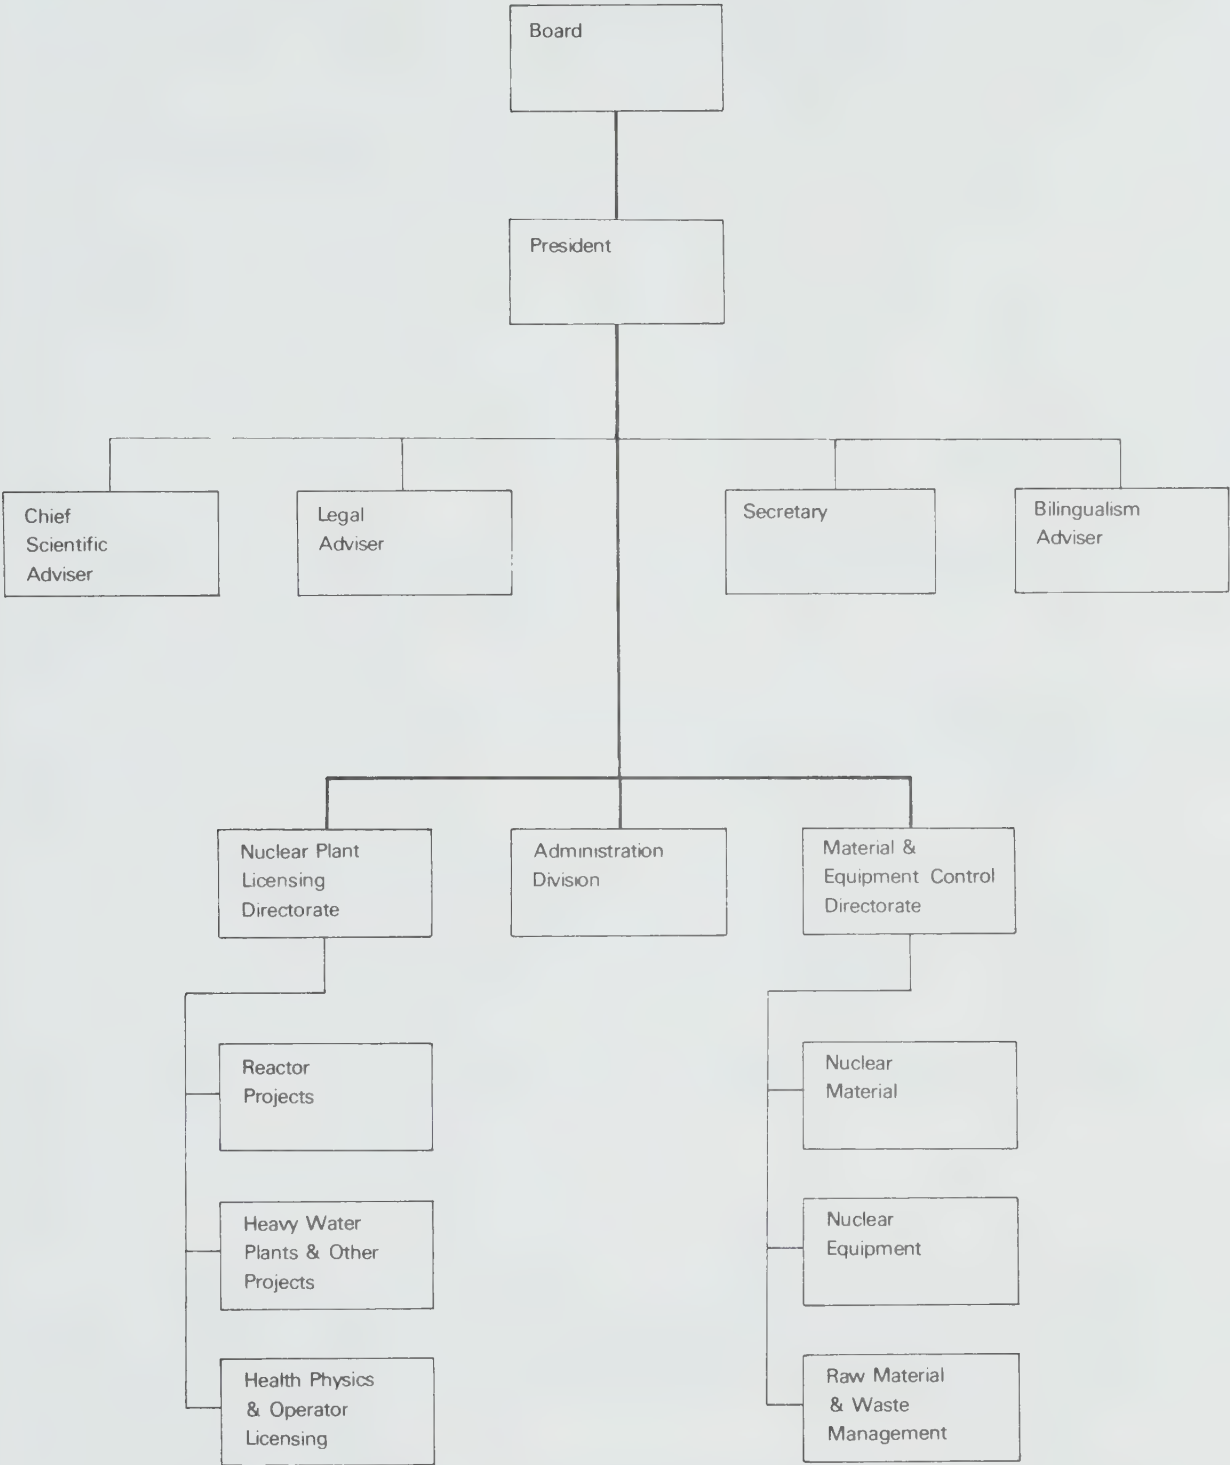 Board
President
Chief
Scientific
Adviser
Legal
Adviser
Secretary
Bilingualism
Adviser
Nuclear Plant
Licensing
Directorate
Administration
Division
Material &
Equipment Control
Directorate
Reactor
Projects
Heavy Water
Plants & Other
Projects
Health Physics
& Operator
Licensing
Nuclear
Material
Nuclear
Equipment
Raw Material
& Waste
Management